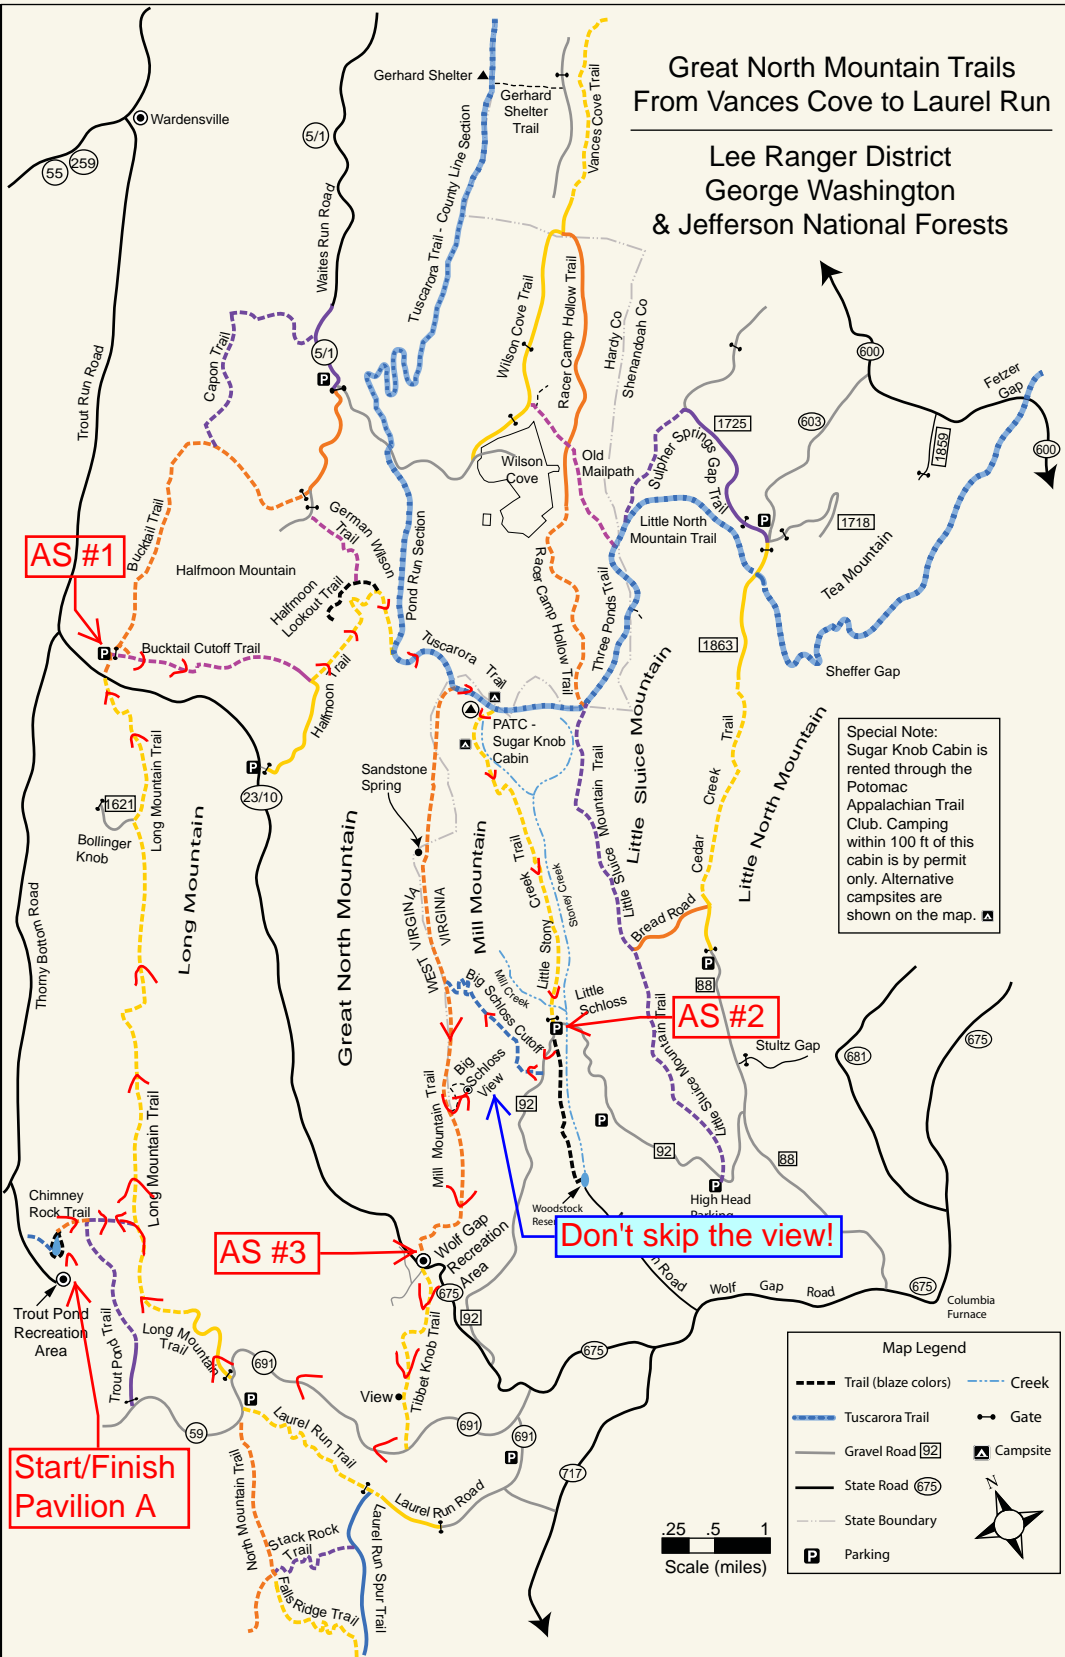 Great North Mountain Trails
From Vances Cove to Laurel Run
Lee Ranger District
George Washington
& Jefferson National Forests
Gerhard Shelter
Gerhard
Shelter
Trail
Vances Cove Trail
Wardensville
55
259
5/1
Waites Run Road
Tuscarora Trail - County Line Section
Trout Run Road
Capon Trail
5/1
P
Wilson Cove Trail
Racer Camp Hollow Trail
Hardy Co
Shenandoah Co
600
Fetzer
Gap
603
1725
1859
600
Sulpher Springs Gap Trail
Old
Mailpath
Wilson
Cove
P
Little North
Mountain Trail
1718
Tea Mountain
Bucktail Trail
German Wilson
Trail
Halfmoon Mountain
Halfmoon
Lookout Trail
Pond Run Section
Racer Camp Hollow Trail
Three Ponds Trail
AS #1
P
Bucktail Cutoff Trail
Halfmoon Trail
Tuscarora
Trail
1863
Sheffer Gap
PATC -
Sugar Knob
Cabin
Little Sluice Mountain
Little North Mountain
Special Note:
Sugar Knob Cabin is
rented through the
Potomac
Appalachian Trail
Club. Camping
within 100 ft of this
cabin is by permit
only. Alternative
campsites are
shown on the map.
P
23/10
Sandstone
Spring
Long Mountain Trail
1621
Bollinger
Knob
Long Mountain
Great North Mountain
Mill Mountain
Little Stony Creek Trail
Stoney Creek
Little Sluice Mountain Trail
Cedar Creek Trail
Bread Road
P
88
Thorny Bottom Road
WEST VIRGINIA
VIRGINIA
Big Schloss Cutoff
Mill Creek
Little
Schloss
P
AS #2
Stultz Gap
681
675
Big
Schloss
View
92
P
92
88
Little Sluice Mountain Trail
P
High Head
Parking
Mill Mountain Trail
Long Mountain Trail
Chimney
Rock Trail
Woodstock
Don't skip the view!
AS #3
Wolf Gap
Recreation
Area
675
92
Wolf Gap Road
675
Columbia
Furnace
Trout Pond
Recreation
Area
Trout Pond Trail
Long Mountain
Trail
691
Tibbet Knob Trail
View
675
P
59
Laurel Run Trail
691
691
P
717
Start/Finish
Pavilion A
North Mountain Trail
Laurel Run Road
Stack Rock
Trail
Laurel Run Spur Trail
Falls Ridge Trail
.25 .5 1
Scale (miles)
Map Legend
Trail (blaze colors)
Creek
Tuscarora Trail
Gate
Gravel Road 92
Campsite
State Road 675
State Boundary
P Parking
N